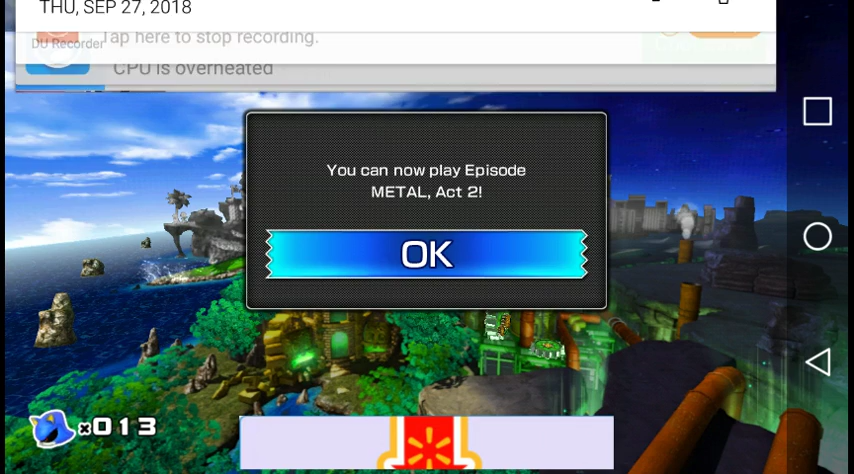 THU, SEP 27, 2018
DU Recorder
Tap here to stop recording.
CPU is overheated
You can now play Episode
METAL, Act 2!
OK
×013